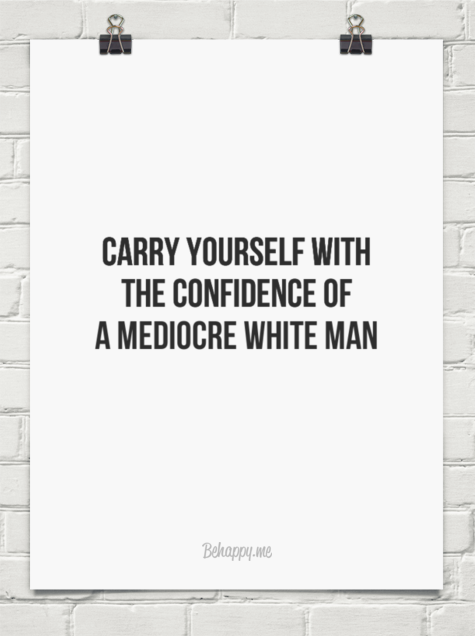 CARRY YOURSELF WITH
THE CONFIDENCE OF
A MEDIOCRE WHITE MAN
Behappy.me